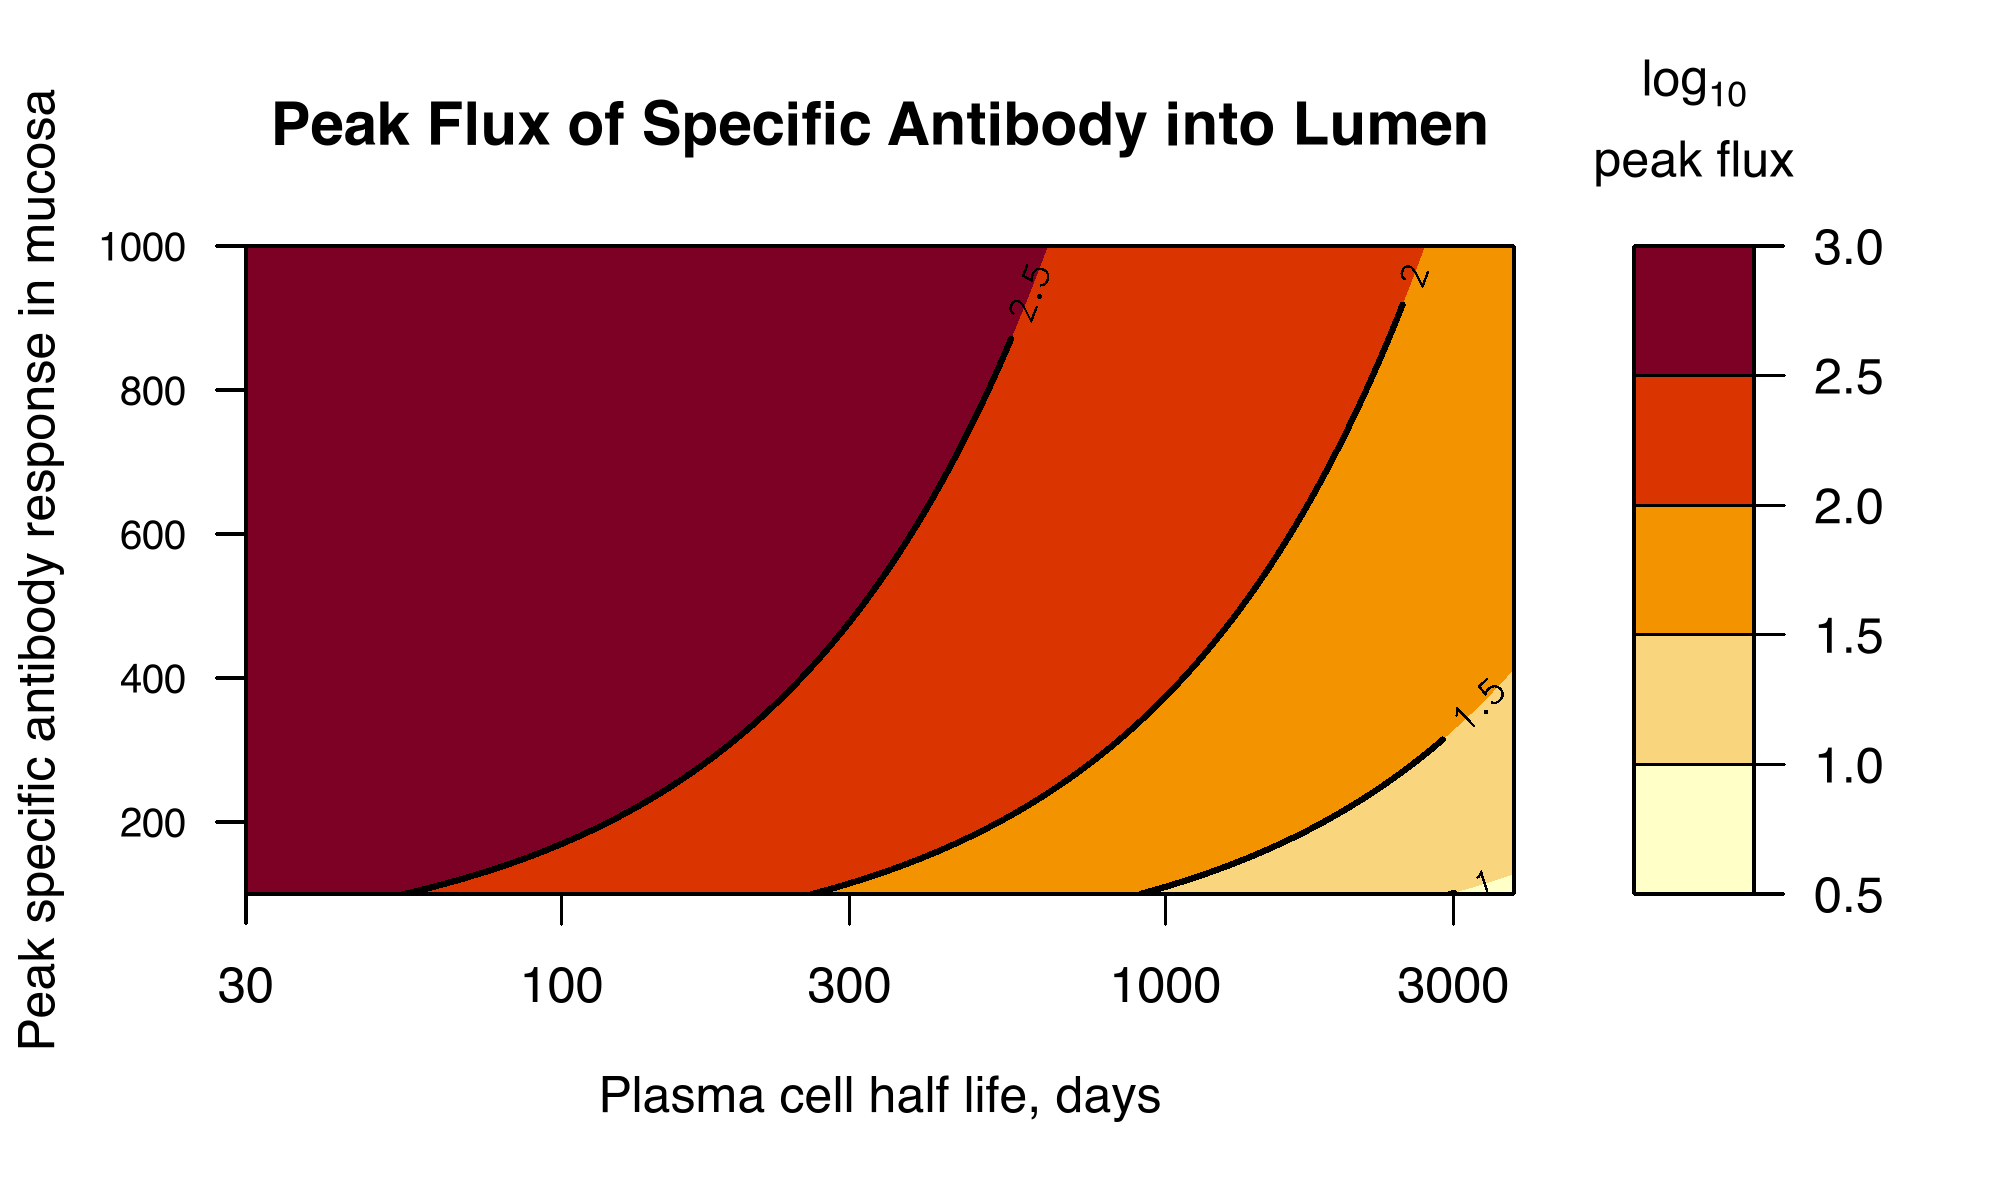 Peak Flux of Specific Antibody into Lumen
log10
peak flux
Peak specific antibody response in mucosa
1000
800
600
400
200
2.5
2
1.5
1
3.0
2.5
2.0
1.5
1.0
0.5
30 100 300 1000 3000
Plasma cell half life, days